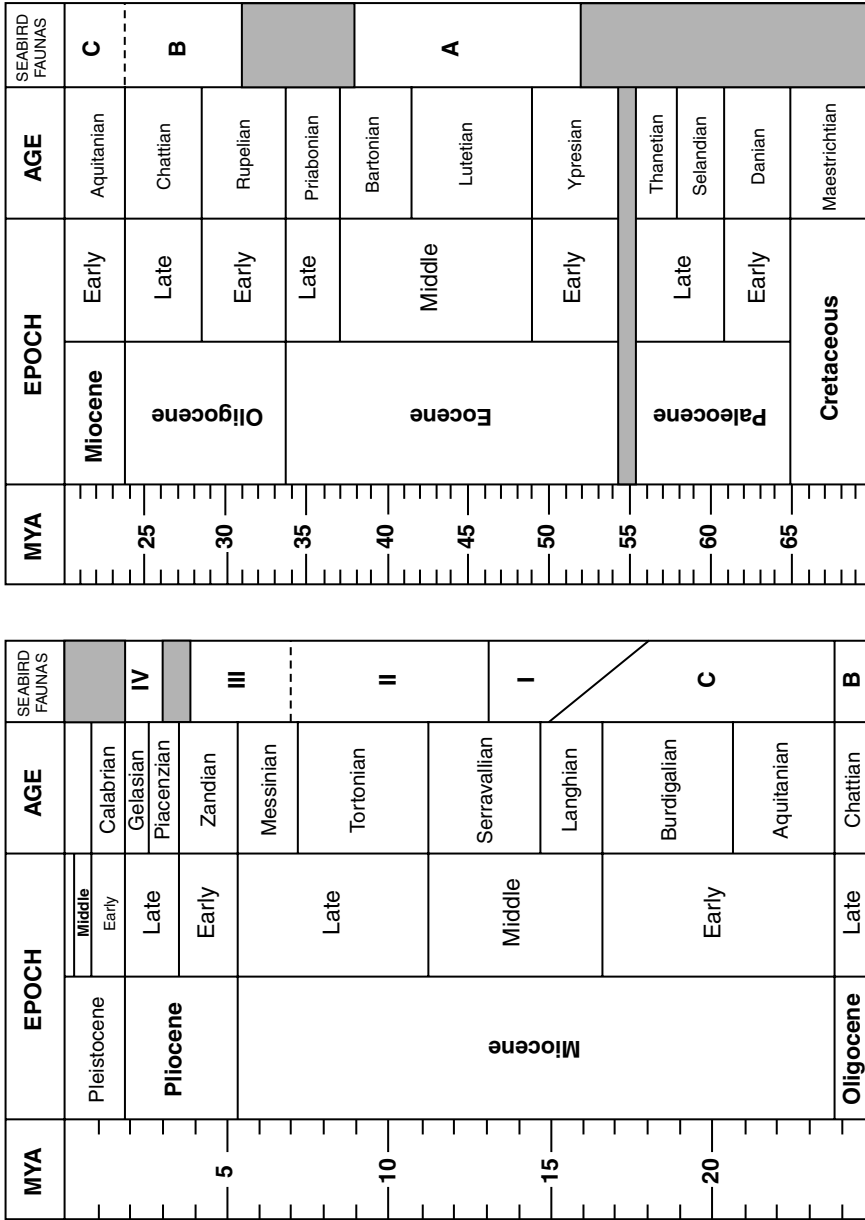 MYA
EPOCH
AGE
SEABIRD
FAUNAS
5
10
15
20
Pleistocene
Pliocene
Miocene
Oligocene
Middle
Early
Late
Early
Late
Middle
Early
Late
Calabrian
Gelasian
Piacenzian
Zandian
Messinian
Tortonian
Serravallian
Langhian
Burdigalian
Aquitanian
Chattian
IV
III
II
I
C
B
MYA
EPOCH
AGE
SEABIRD
FAUNAS
25
30
35
40
45
50
55
60
65
Miocene
Oligocene
Eocene
Paleocene
Cretaceous
Early
Late
Early
Late
Middle
Early
Late
Early
Aquitanian
Chattian
Rupelian
Priabonian
Bartonian
Lutetian
Ypresian
Thanetian
Selandian
Danian
Maestrichtian
C
B
A